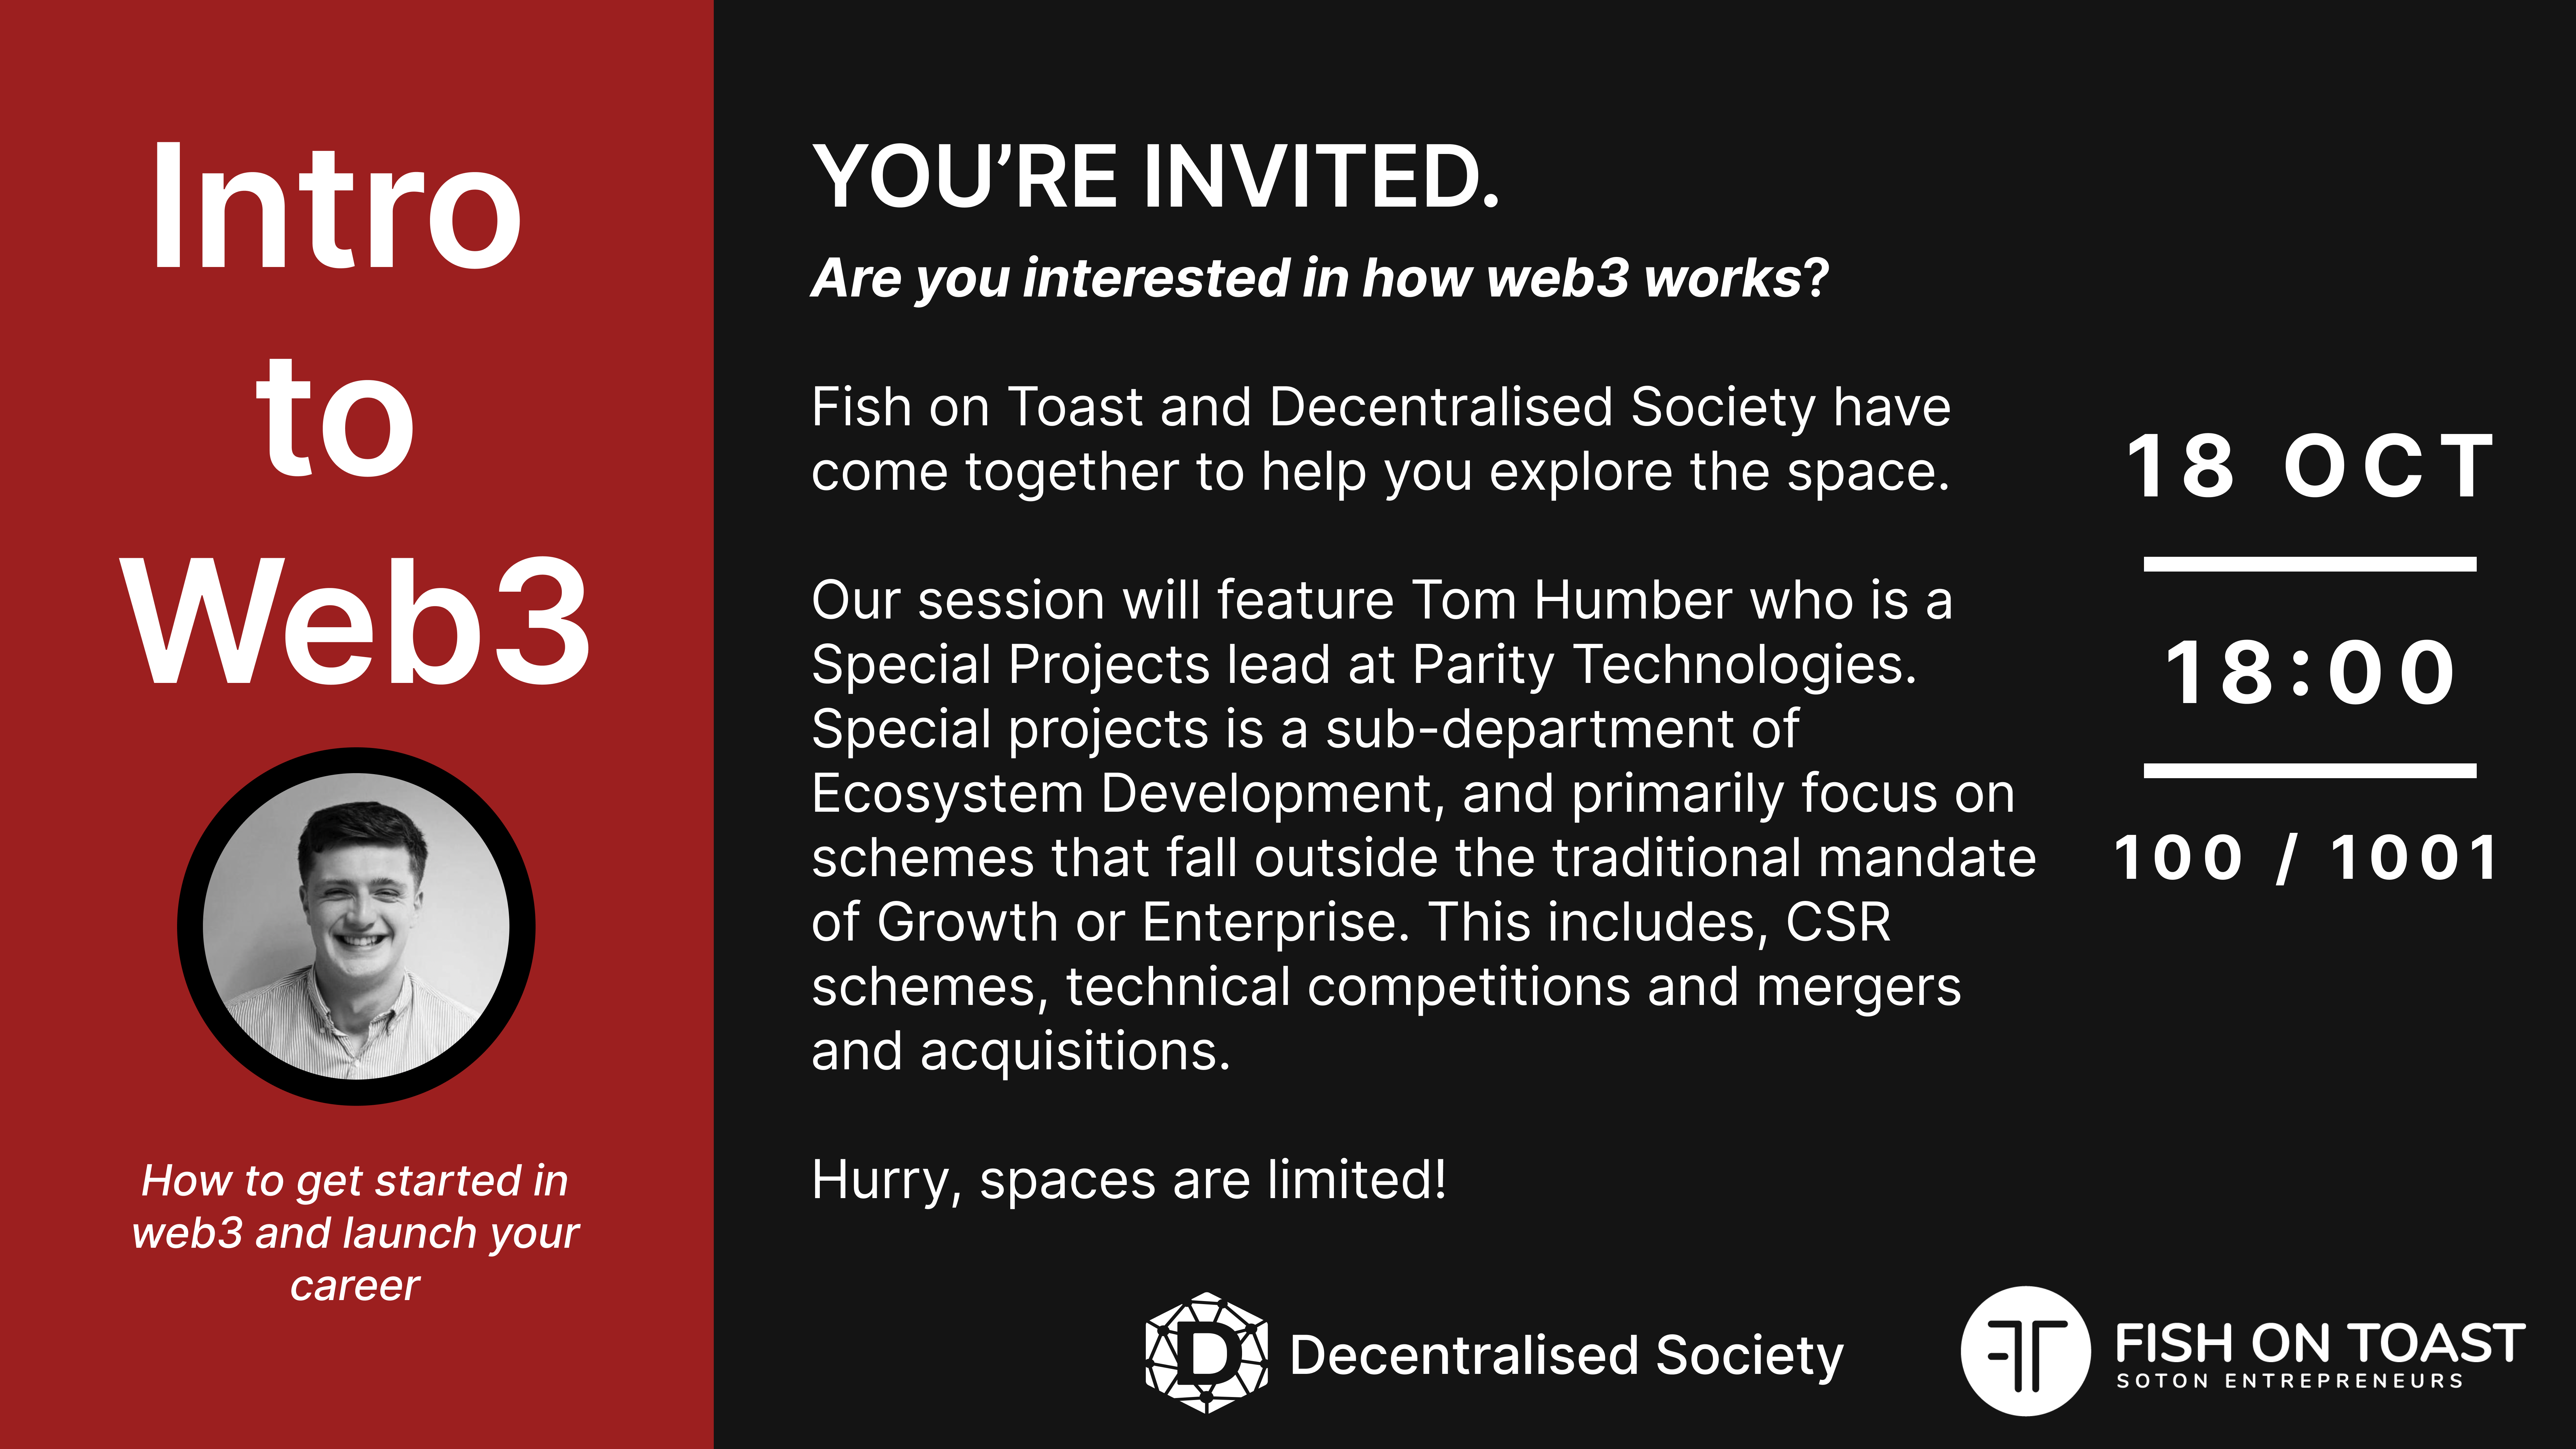 Intro
to
Web3
How to get started in
web3 and launch your
career
YOU’RE INVITED.
Are you interested in how web3 works?
Fish on Toast and Decentralised Society have
come together to help you explore the space.
Our session will feature Tom Humber who is a
Special Projects lead at Parity Technologies.
Special projects is a sub-department of
Ecosystem Development, and primarily focus on
schemes that fall outside the traditional mandate
of Growth or Enterprise. This includes, CSR
schemes, technical competitions and mergers
and acquisitions.
Hurry, spaces are limited!
18 OCT
18:00
100 / 1001
D
Decentralised Society
FISH ON TOAST
SOTON ENTREPRENEURS